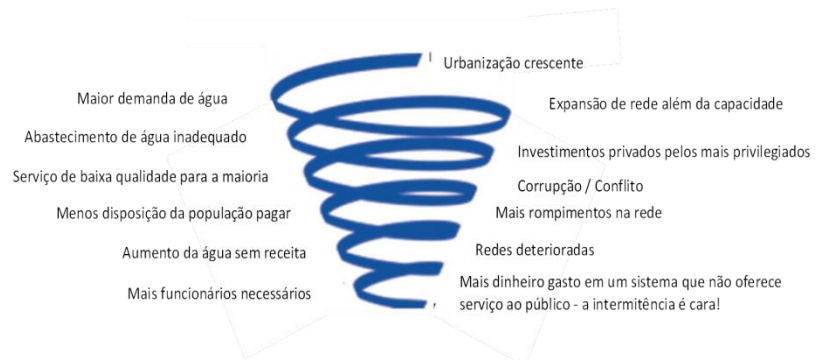 Urbanização crescente
Maior demanda de água
Expansão de rede além da capacidade
Abastecimento de água inadequado
Investimentos privados pelos mais privilegiados
Serviço de baixa qualidade para a maioria
Corrupção / Conflito
Menos disposição da população pagar
Mais rompimentos na rede
Aumento da água sem receita
Redes deterioradas
Mais funcionários necessários
Mais dinheiro gasto em um sistema que não oferece
serviço ao público - a intermitência é cara!